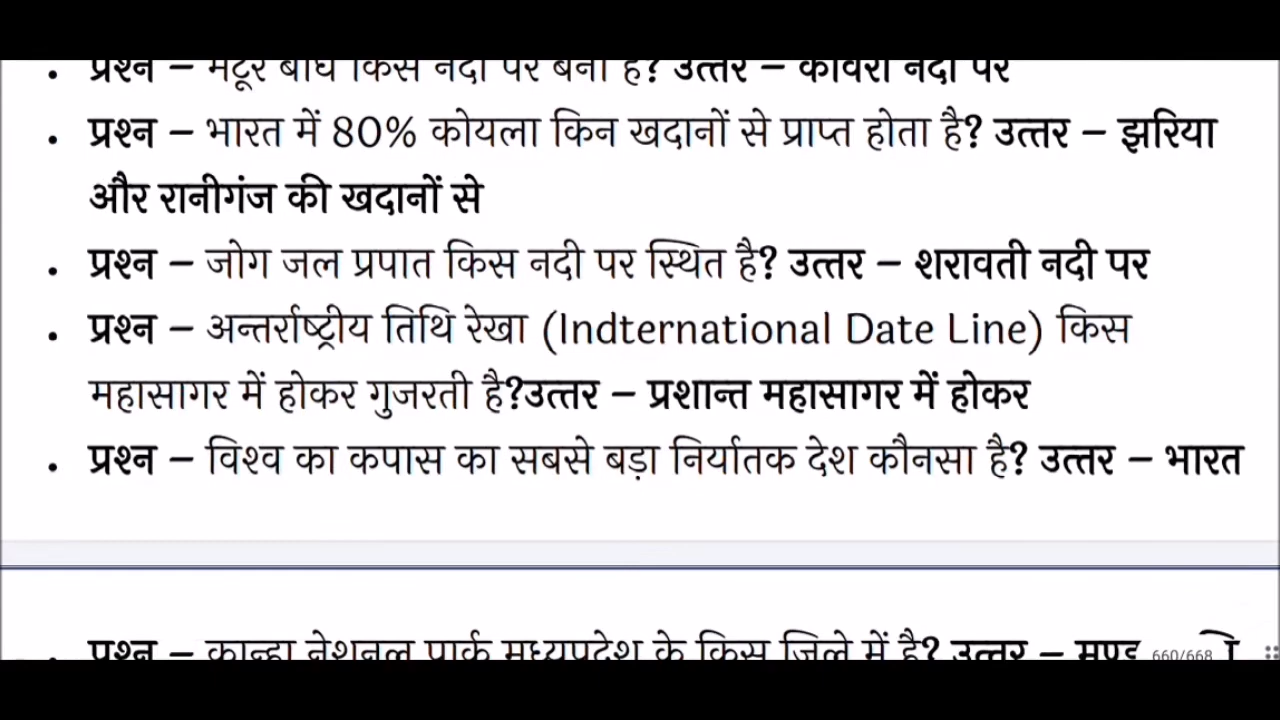 • प्रश्न – मेटूर बाँध किस नदी पर बना है? उत्तर – कावेरी नदी पर
• प्रश्न – भारत में 80% कोयला किन खदानों से प्राप्त होता है? उत्तर – झरिया
और रानीगंज की खदानों से
• प्रश्न – जोग जल प्रपात किस नदी पर स्थित है? उत्तर – शरावती नदी पर
• प्रश्न – अन्तर्राष्ट्रीय तिथि रेखा (Indternational Date Line) किस
महासागर में होकर गुजरती है?उत्तर – प्रशान्त महासागर में होकर
• प्रश्न – विश्व का कपास का सबसे बड़ा निर्यातक देश कौनसा है? उत्तर – भारत
• प्रश्न – कान्हा नेशनल पार्क मध्यप्रदेश के किस जिले में है? उत्तर –
660/668